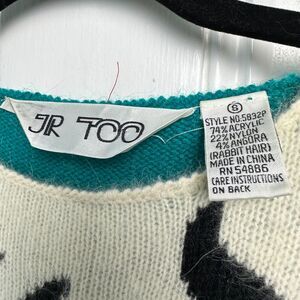 JR TOO
S
STYLE NO.5832P
74% ACRYLIC
22% NYLON
4% ANGORA
(RABBIT HAIR)
MADE IN CHINA
RN 54886
CARE INSTRUCTIONS
ON BACK